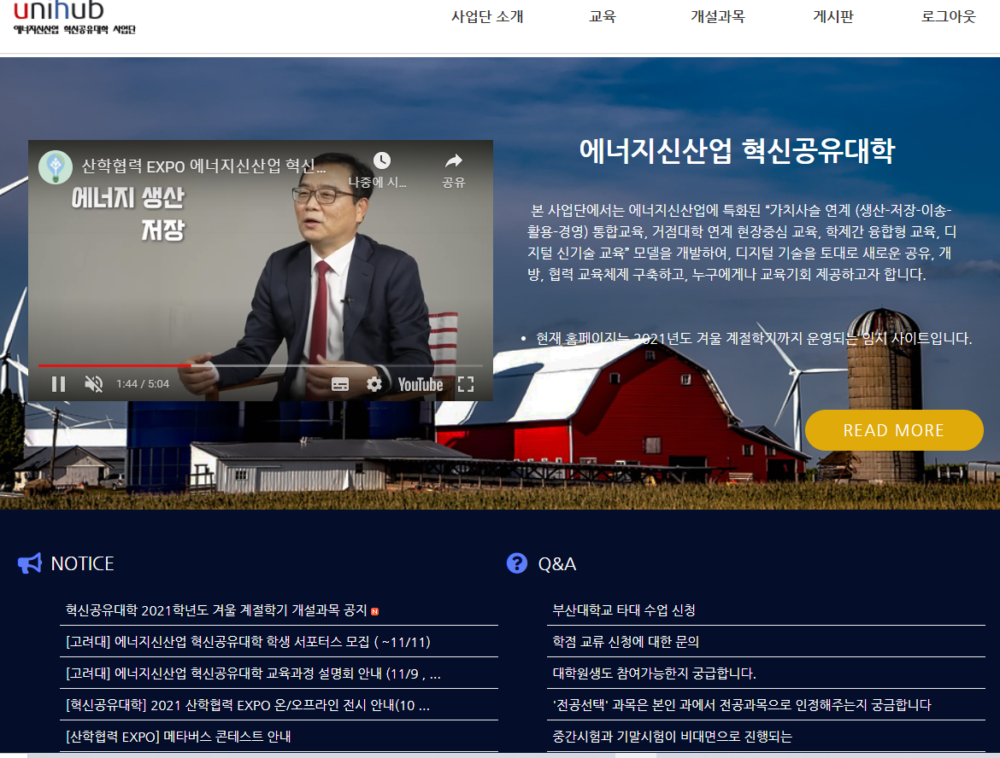 unihub
에너지신산업 혁신공유대학 사업단
사업단 소개 교육 개설과목 게시판 로그아웃
산학협력 EXPO 에너지신산업 혁신...
나중에 시... 공유
에너지 생산
저장
1:44 / 5:04 YouTube
에너지신산업 혁신공유대학
본 사업단에서는 에너지신산업에 특화된 “가치사슬 연계 (생산-저장-이송-
활용-경영) 통합교육, 거점대학 연계 현장중심 교육, 학제간 융합형 교육, 디
지털 신기술 교육” 모델을 개발하여, 디지털 기술을 토대로 새로운 공유, 개
방, 협력 교육체제 구축하고, 누구에게나 교육기회 제공하고자 합니다.
• 현재 홈페이지는 2021년도 겨울 계절학기까지 운영되는 임시 사이트입니다.
READ MORE
NOTICE
혁신공유대학 2021학년도 겨울 계절학기 개설과목 공지 N
[고려대] 에너지신산업 혁신공유대학 학생 서포터스 모집 ( ~11/11)
[고려대] 에너지신산업 혁신공유대학 교육과정 설명회 안내 (11/9 , ...
[혁신공유대학] 2021 산학협력 EXPO 온/오프라인 전시 안내(10 ...
[산학협력 EXPO] 메타버스 콘테스트 안내
Q&A
부산대학교 타대 수업 신청
학점 교류 신청에 대한 문의
대학원생도 참여가능한지 궁급합니다.
'전공선택' 과목은 본인 과에서 전공과목으로 인정해주는지 궁금합니다
중간시험과 기말시험이 비대면으로 진행되는